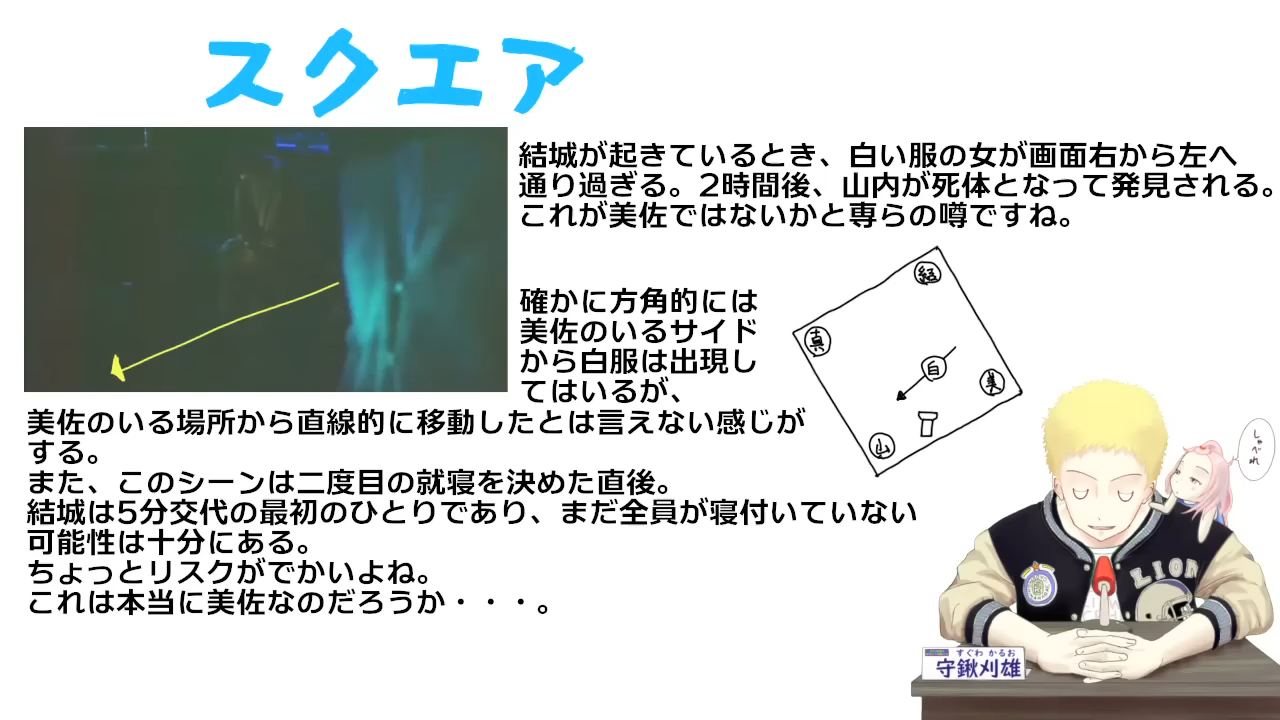 スクエア
結城が起きているとき、白い服の女が画面右から左へ
通り過ぎる。2時間後、山内が死体となって発見される。
これが美佐ではないかと専らの噂ですね。
確かに方角的には
美佐のいるサイド
から白服は出現し
てはいるが、
美佐のいる場所から直線的に移動したとは言えない感じが
する。
また、このシーンは二度目の就寝を決めた直後。
結城は5分交代の最初のひとりであり、まだ全員が寝付いていない
可能性は十分にある。
ちょっとリスクがでかいよね。
これは本当に美佐なのだろうか・・・。
結
真
白
美
山
しゃべれ
LION
すぐわ かるお
守鍬刈雄